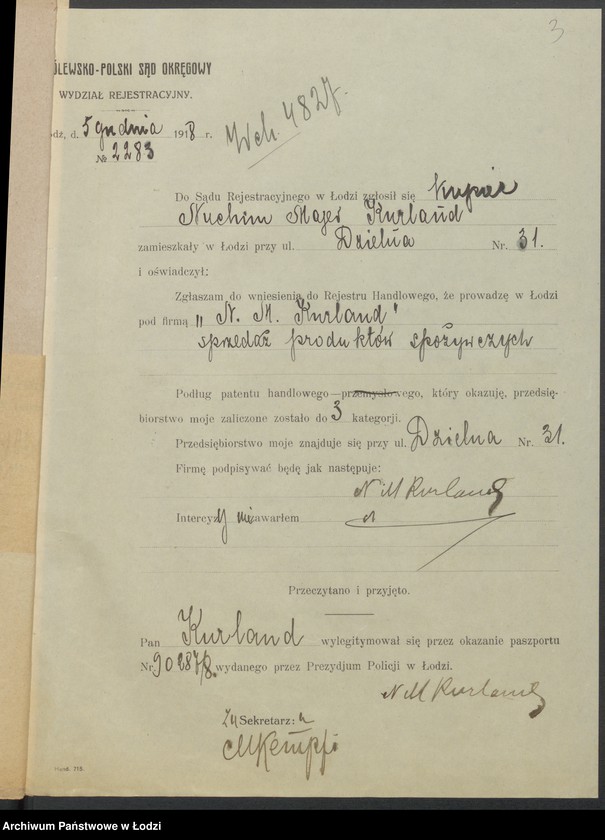 3
ÓLEWSKO-POLSKI SĄD OKRĘGOWY
WYDZIAŁ REJESTRACYJNY.
odź, d. 5 grudnia 1918 r.
№ 2283
Wch. 4827.
Do Sądu Rejestracyjnego w Łodzi zgłosił się kupiec
Nuchim Majer Kurland
zamieszkały w Łodzi przy ul. Dzielna Nr. 31.
i oświadczył:
Zgłaszam do wniesienia do Rejestru Handlowego, że prowadzę w Łodzi
pod firmą „N. M. Kurland"
sprzedaż produktów spożywczych
Podług patentu handlowego—przemysłowego, który okazuję, przedsię-
biorstwo moje zaliczone zostało do 3 kategorji.
Przedsiębiorstwo moje znajduje się przy ul. Dzielna Nr. 31.
Firmę podpisywać będę jak następuje:
N M Kurland
Intercyzy nie zawarłem
Przeczytano i przyjęto.
Pan Kurland wylegitymował się przez okazanie paszportu
Nr. wydanego przez Prezydjum Policji w Łodzi.
N M Kurland
Za Sekretarz:
Handl. 718.
Archiwum Państwowe w Łodzi